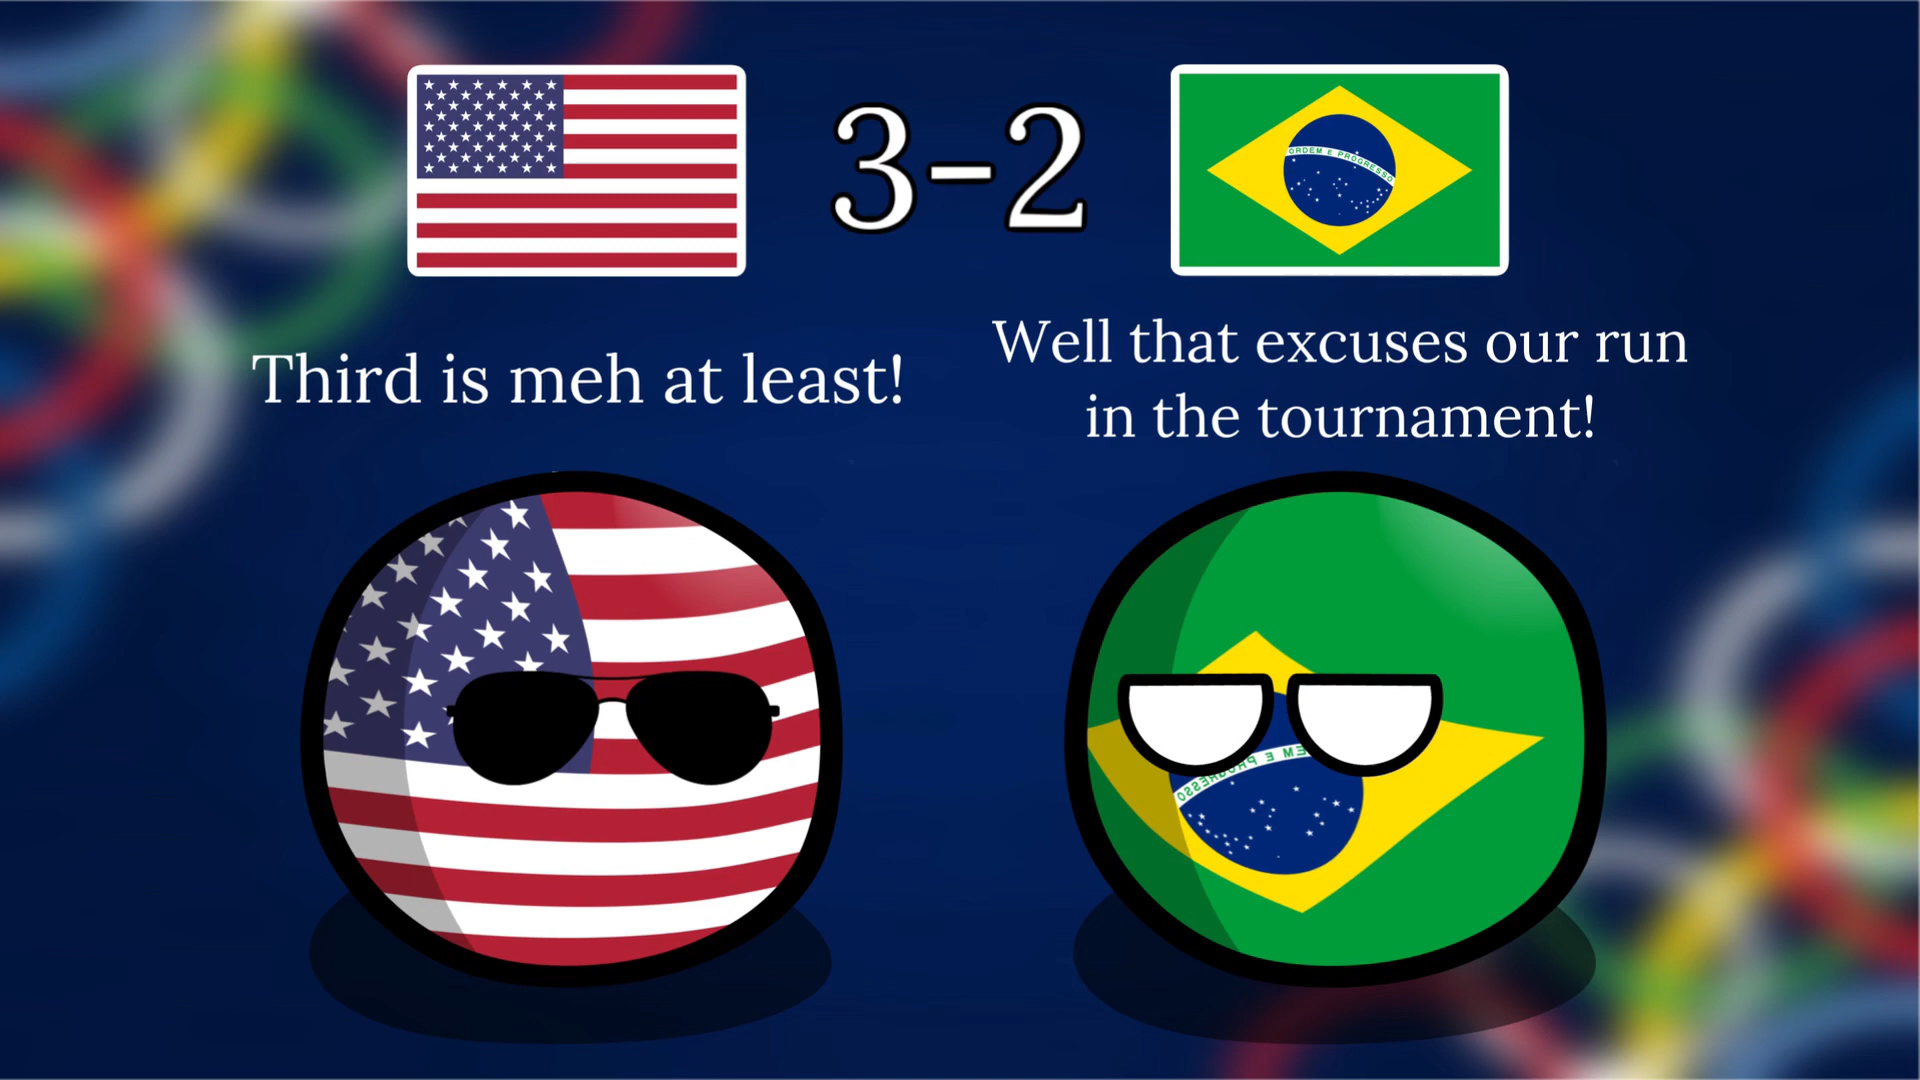 3-2
ORDEM E PROGRESSO
Third is meh at least!
Well that excuses our run
in the tournament!